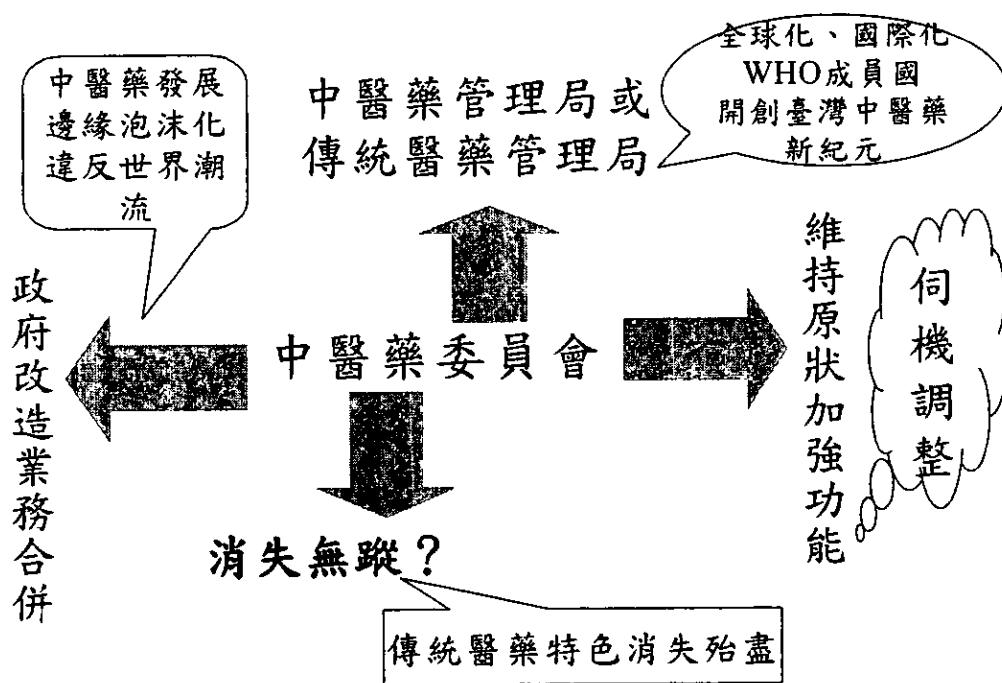 中醫藥發展
邊緣泡沫化
違反世界潮
流
中醫藥管理局或
傳統醫藥管理局
全球化、國際化
WHO成員國
開創臺灣中醫藥
新紀元
政府改造業務合併
中醫藥委員會
維持原狀加強功能
伺機調整
消失無蹤？
傳統醫藥特色消失殆盡